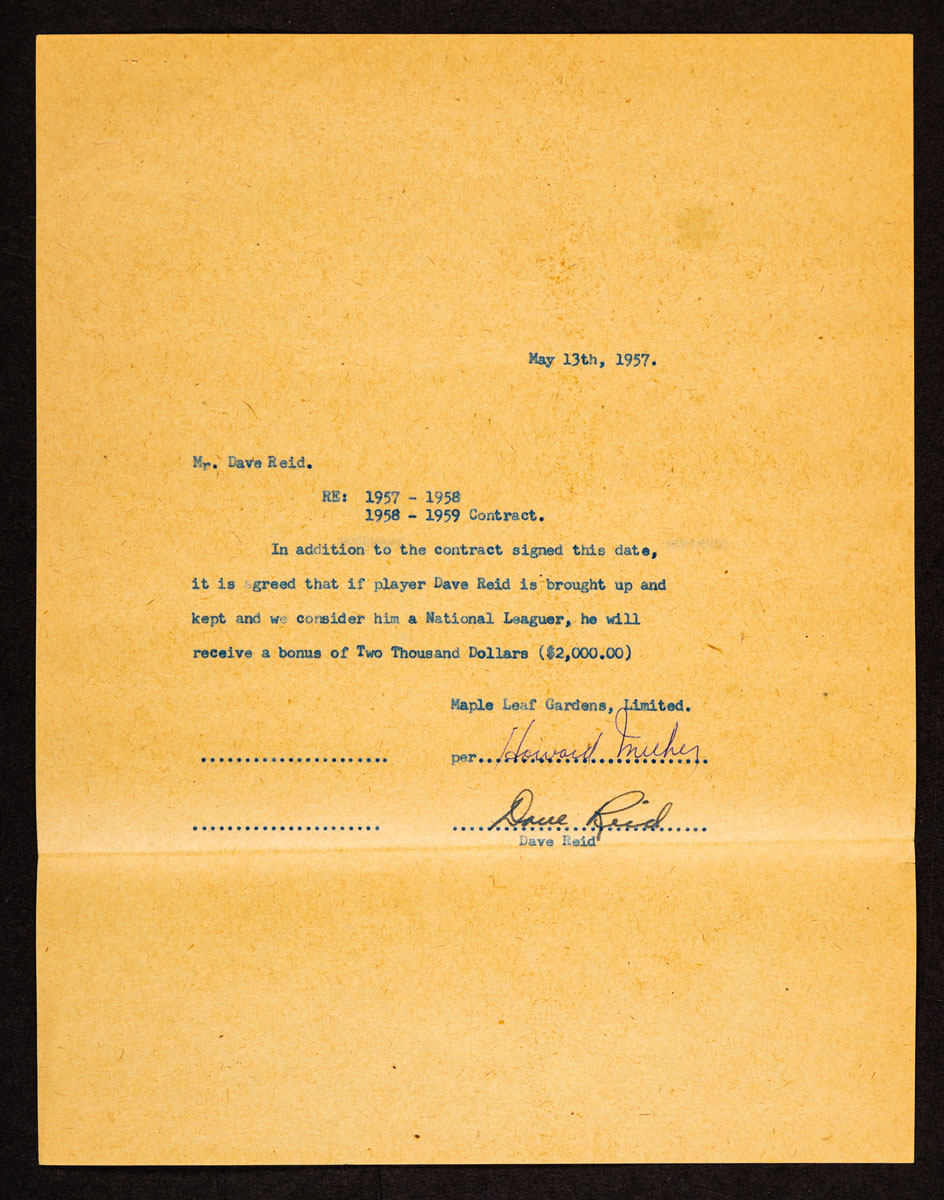 May 13th, 1957.
Mr. Dave Reid.
RE: 1957 - 1958
1958 - 1959 Contract.
In addition to the contract signed this date,
it is agreed that if player Dave Reid is brought up and
kept and we consider him a National Leaguer, he will
receive a bonus of Two Thousand Dollars ($2,000.00)
Maple Leaf Gardens, Limited.
per Howard
Dave Reid
Dave Reid